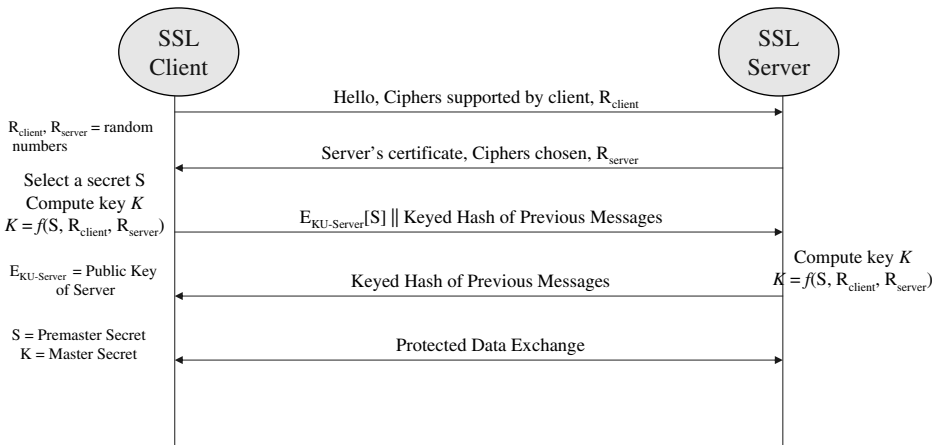 SSL
Client
SSL
Server
Hello, Ciphers supported by client, R_client
R_client, R_server = random
numbers
Server's certificate, Ciphers chosen, R_server
Select a secret S
Compute key K
K = f(S, R_client, R_server)
E_KU-Server[S] || Keyed Hash of Previous Messages
Compute key K
K = f(S, R_client, R_server)
E_KU-Server = Public Key
of Server
Keyed Hash of Previous Messages
S = Premaster Secret
K = Master Secret
Protected Data Exchange